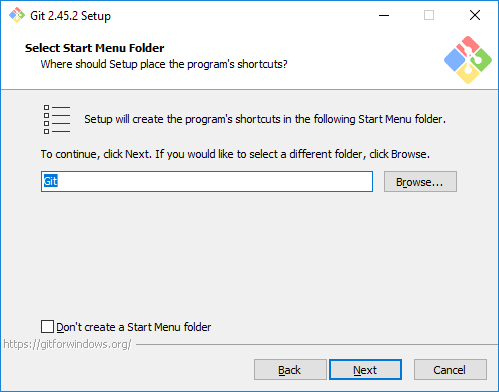 Git 2.45.2 Setup
Select Start Menu Folder
Where should Setup place the program's shortcuts?
Setup will create the program's shortcuts in the following Start Menu folder.
To continue, click Next. If you would like to select a different folder, click Browse.
Git
Browse...
Don't create a Start Menu folder
https://gitforwindows.org/
Back
Next
Cancel